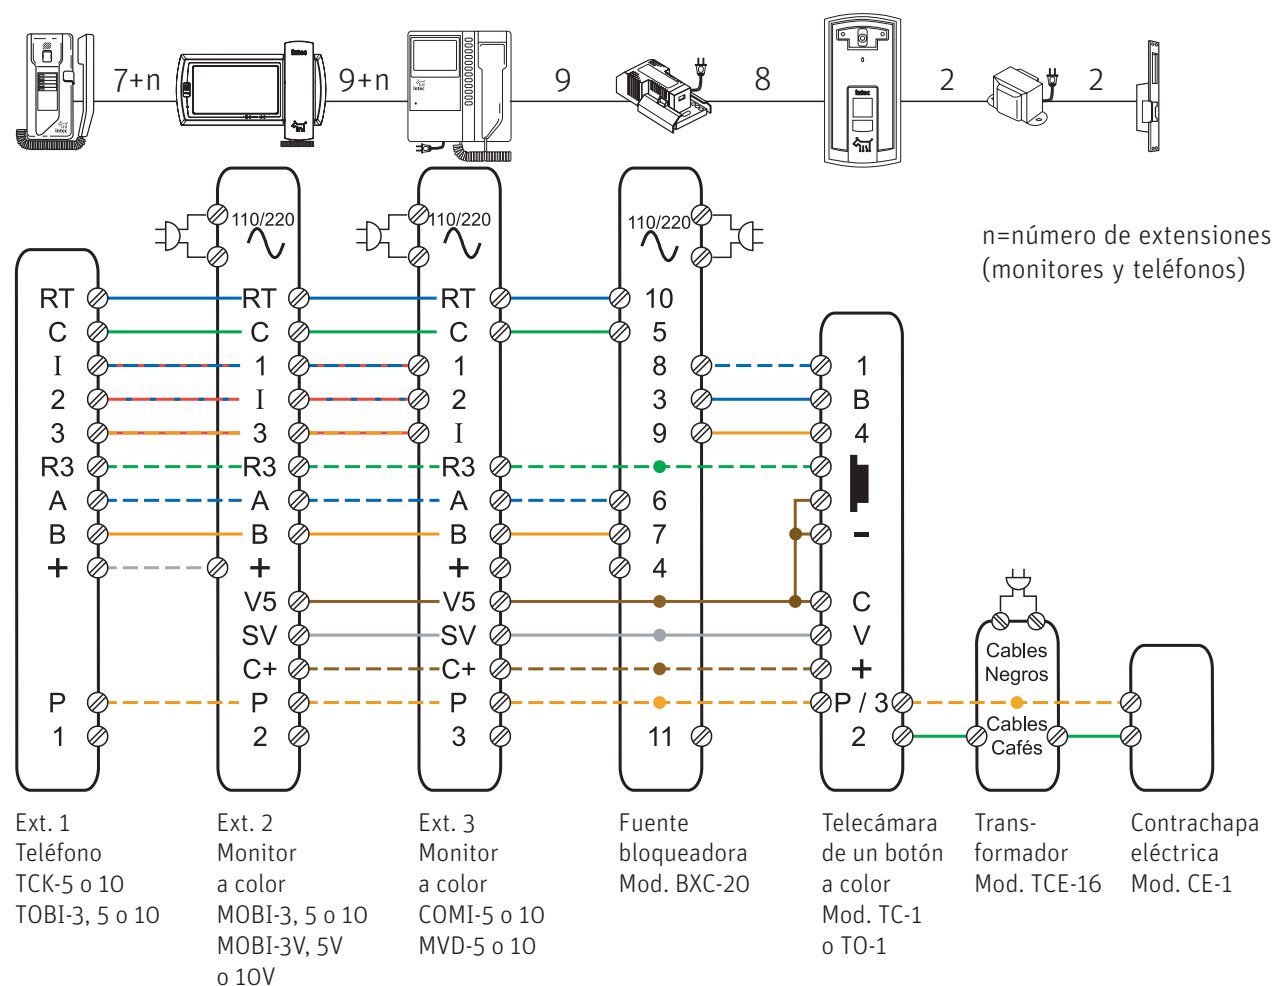 7+n
9+n
9
8
2
2
Intec
Intec
Intec
Intec
n=número de extensiones
(monitores y teléfonos)
RT
C
I
2
3
R3
A
B
+
P
1
110/220
RT
C
1
I
3
R3
A
B
+
V5
SV
C+
P
2
110/220
RT
C
1
2
I
R3
A
B
+
V5
SV
C+
P
3
110/220
10
5
8
3
9
6
7
4
11
1
B
4
–
C
V
+
P / 3
2
Cables
Negros
Cables
Cafés
Ext. 1
Teléfono
TCK-5 o 10
TOBI-3, 5 o 10
Ext. 2
Monitor
a color
MOBI-3, 5 o 10
MOBI-3V, 5V
o 10V
Ext. 3
Monitor
a color
COMI-5 o 10
MVD-5 o 10
Fuente
bloqueadora
Mod. BXC-20
Telecámara
de un botón
a color
Mod. TC-1
o TO-1
Trans-
formador
Mod. TCE-16
Contrachapa
eléctrica
Mod. CE-1